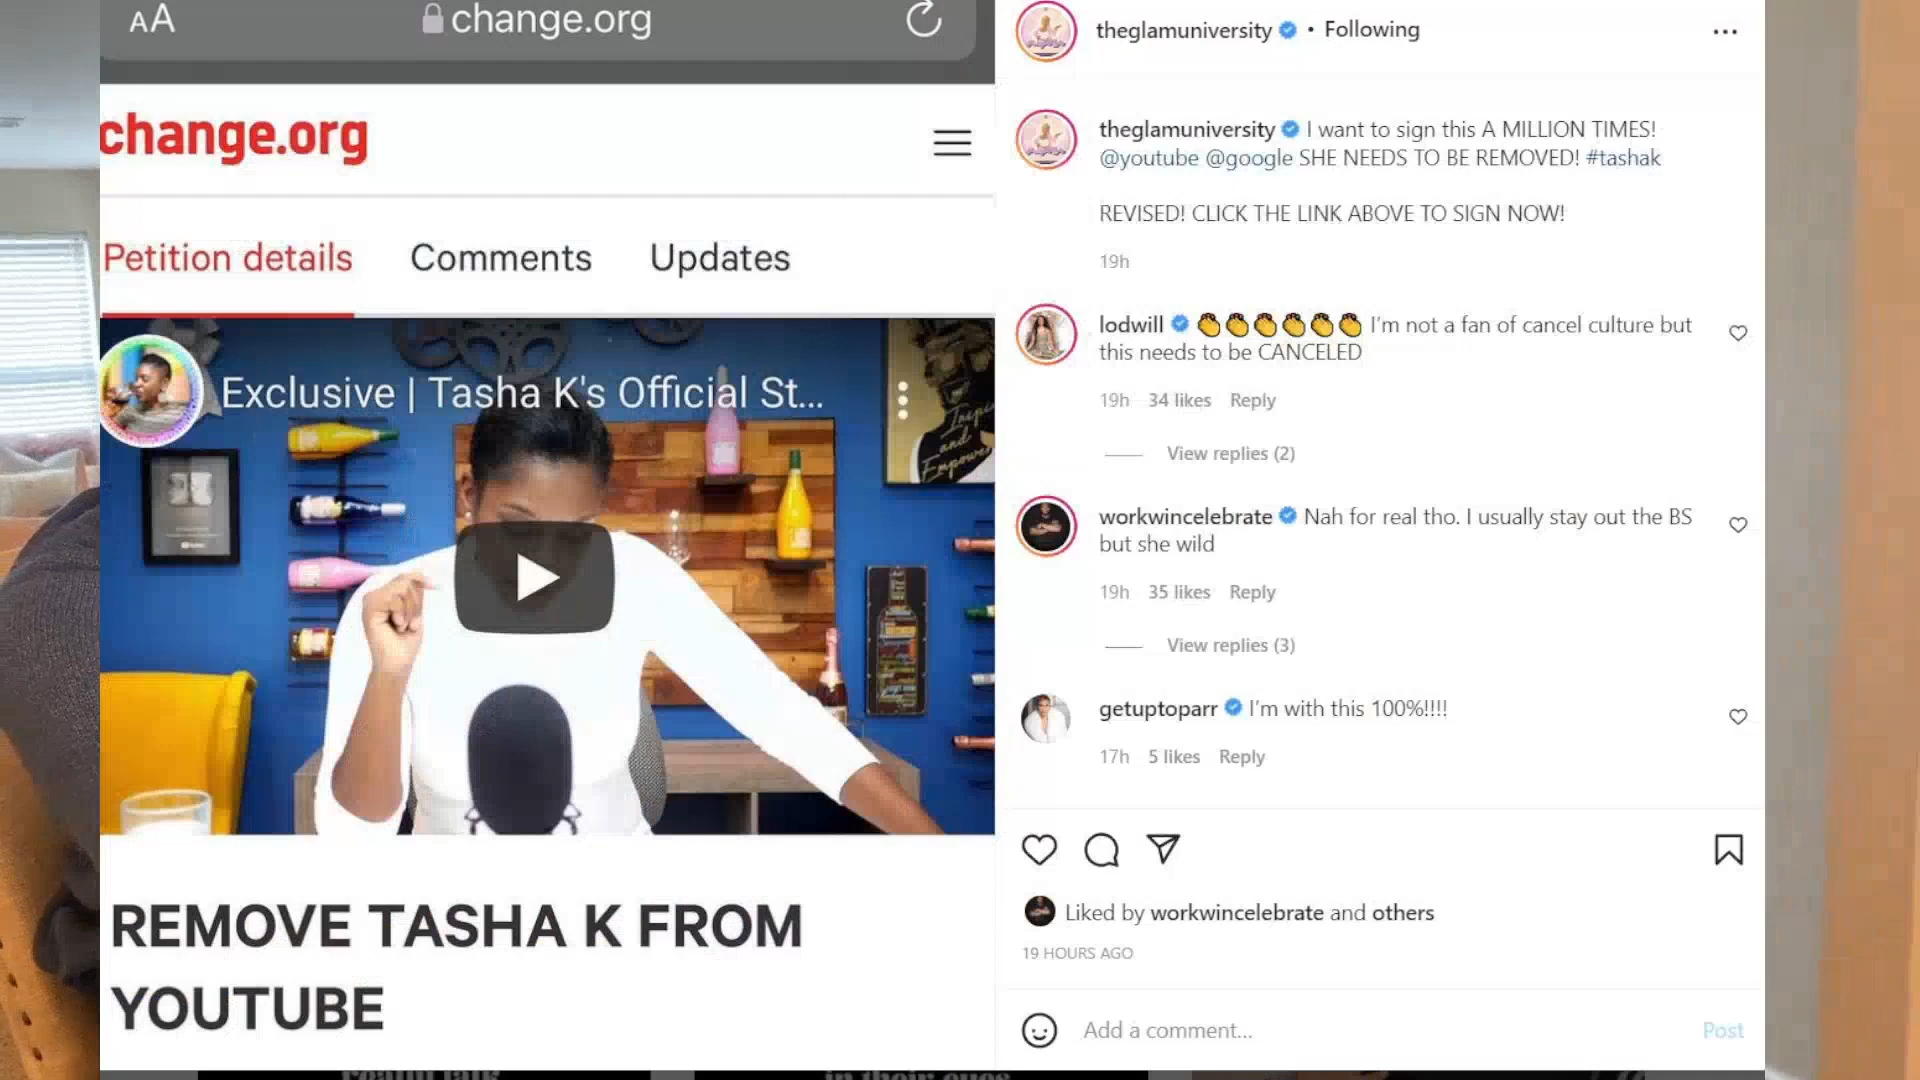 AA
change.org
change.org
Petition details
Comments
Updates
Exclusive | Tasha K's Official St...
Inspi
and
Empower
REMOVE TASHA K FROM
YOUTUBE
theglamuniversity • Following
theglamuniversity I want to sign this A MILLION TIMES!
@youtube @google SHE NEEDS TO BE REMOVED! #tashak
REVISED! CLICK THE LINK ABOVE TO SIGN NOW!
19h
lodwill 👏👏👏👏👏👏 I'm not a fan of cancel culture but
this needs to be CANCELED
19h 34 likes Reply
View replies (2)
workwincelebrate Nah for real tho. I usually stay out the BS
but she wild
19h 35 likes Reply
View replies (3)
getuptoparr I'm with this 100%!!!!
17h 5 likes Reply
Liked by workwincelebrate and others
19 HOURS AGO
Add a comment...
Post